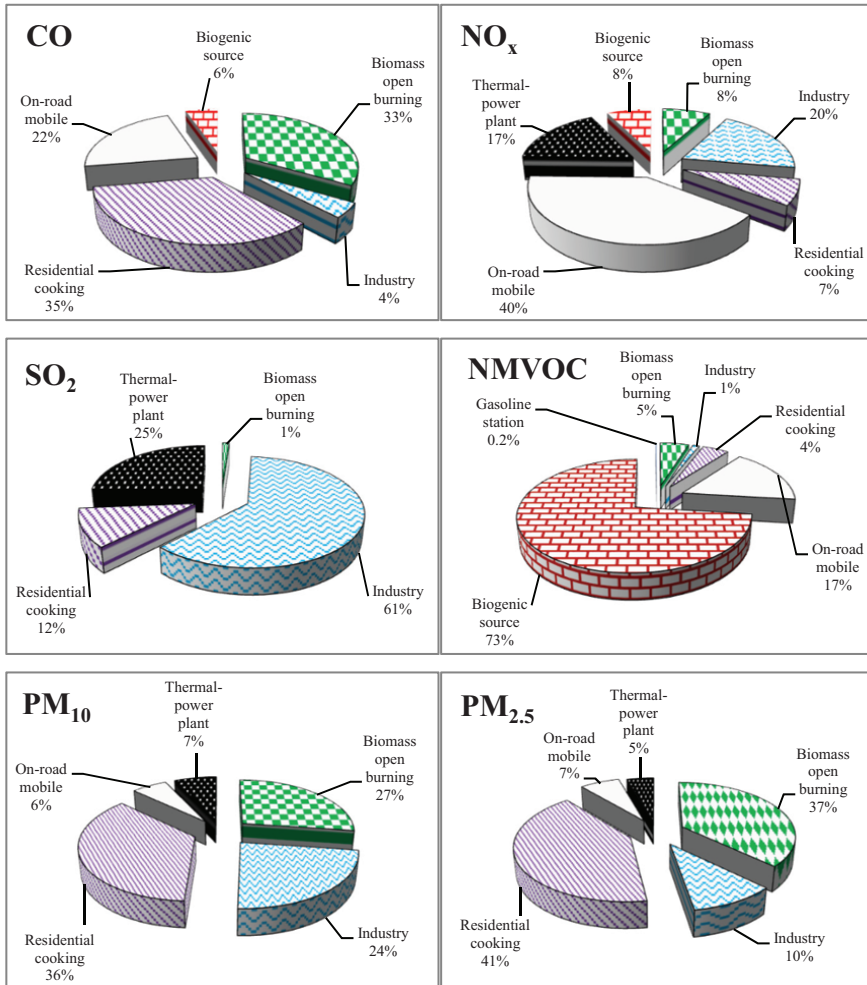 CO
Biogenic
source
6%
Biomass
open
burning
33%
On-road
mobile
22%
Residential
cooking
35%
Industry
4%
NOx
Biogenic
source
8%
Biomass
open
burning
8%
Thermal-
power
plant
17%
Industry
20%
On-road
mobile
40%
Residential
cooking
7%
SO2
Thermal-
power
plant
25%
Biomass
open
burning
1%
Residential
cooking
12%
Industry
61%
NMVOC
Gasoline
station
0.2%
Biomass
open
burning
5%
Industry
1%
Residential
cooking
4%
On-road
mobile
17%
Biogenic
source
73%
PM10
Thermal-
power
plant
7%
On-road
mobile
6%
Biomass
open
burning
27%
Residential
cooking
36%
Industry
24%
PM2.5
Thermal-
power
plant
5%
On-road
mobile
7%
Biomass
open
burning
37%
Residential
cooking
41%
Industry
10%